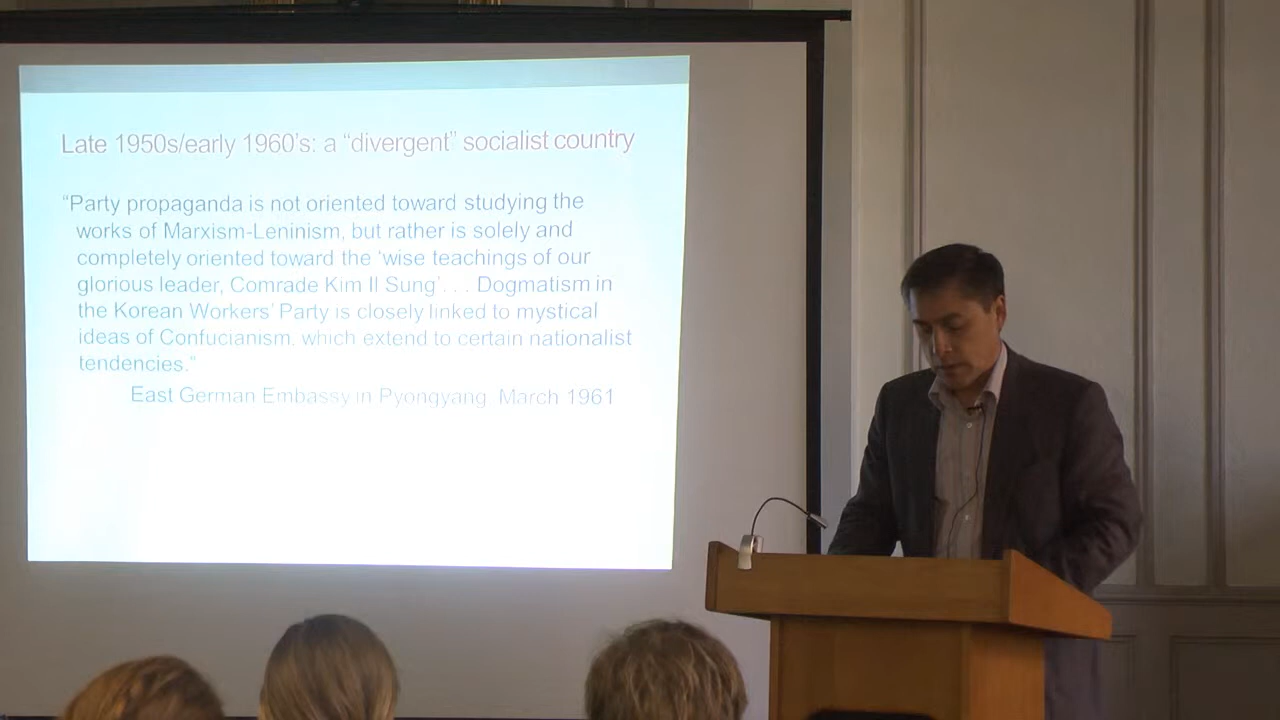 Late 1950s/early 1960's: a “divergent” socialist country
“Party propaganda is not oriented toward studying the
works of Marxism-Leninism, but rather is solely and
completely oriented toward the ‘wise teachings of our
glorious leader, Comrade Kim Il Sung’. . . Dogmatism in
the Korean Workers’ Party is closely linked to mystical
ideas of Confucianism, which extend to certain nationalist
tendencies.”
East German Embassy in Pyongyang, March 1961